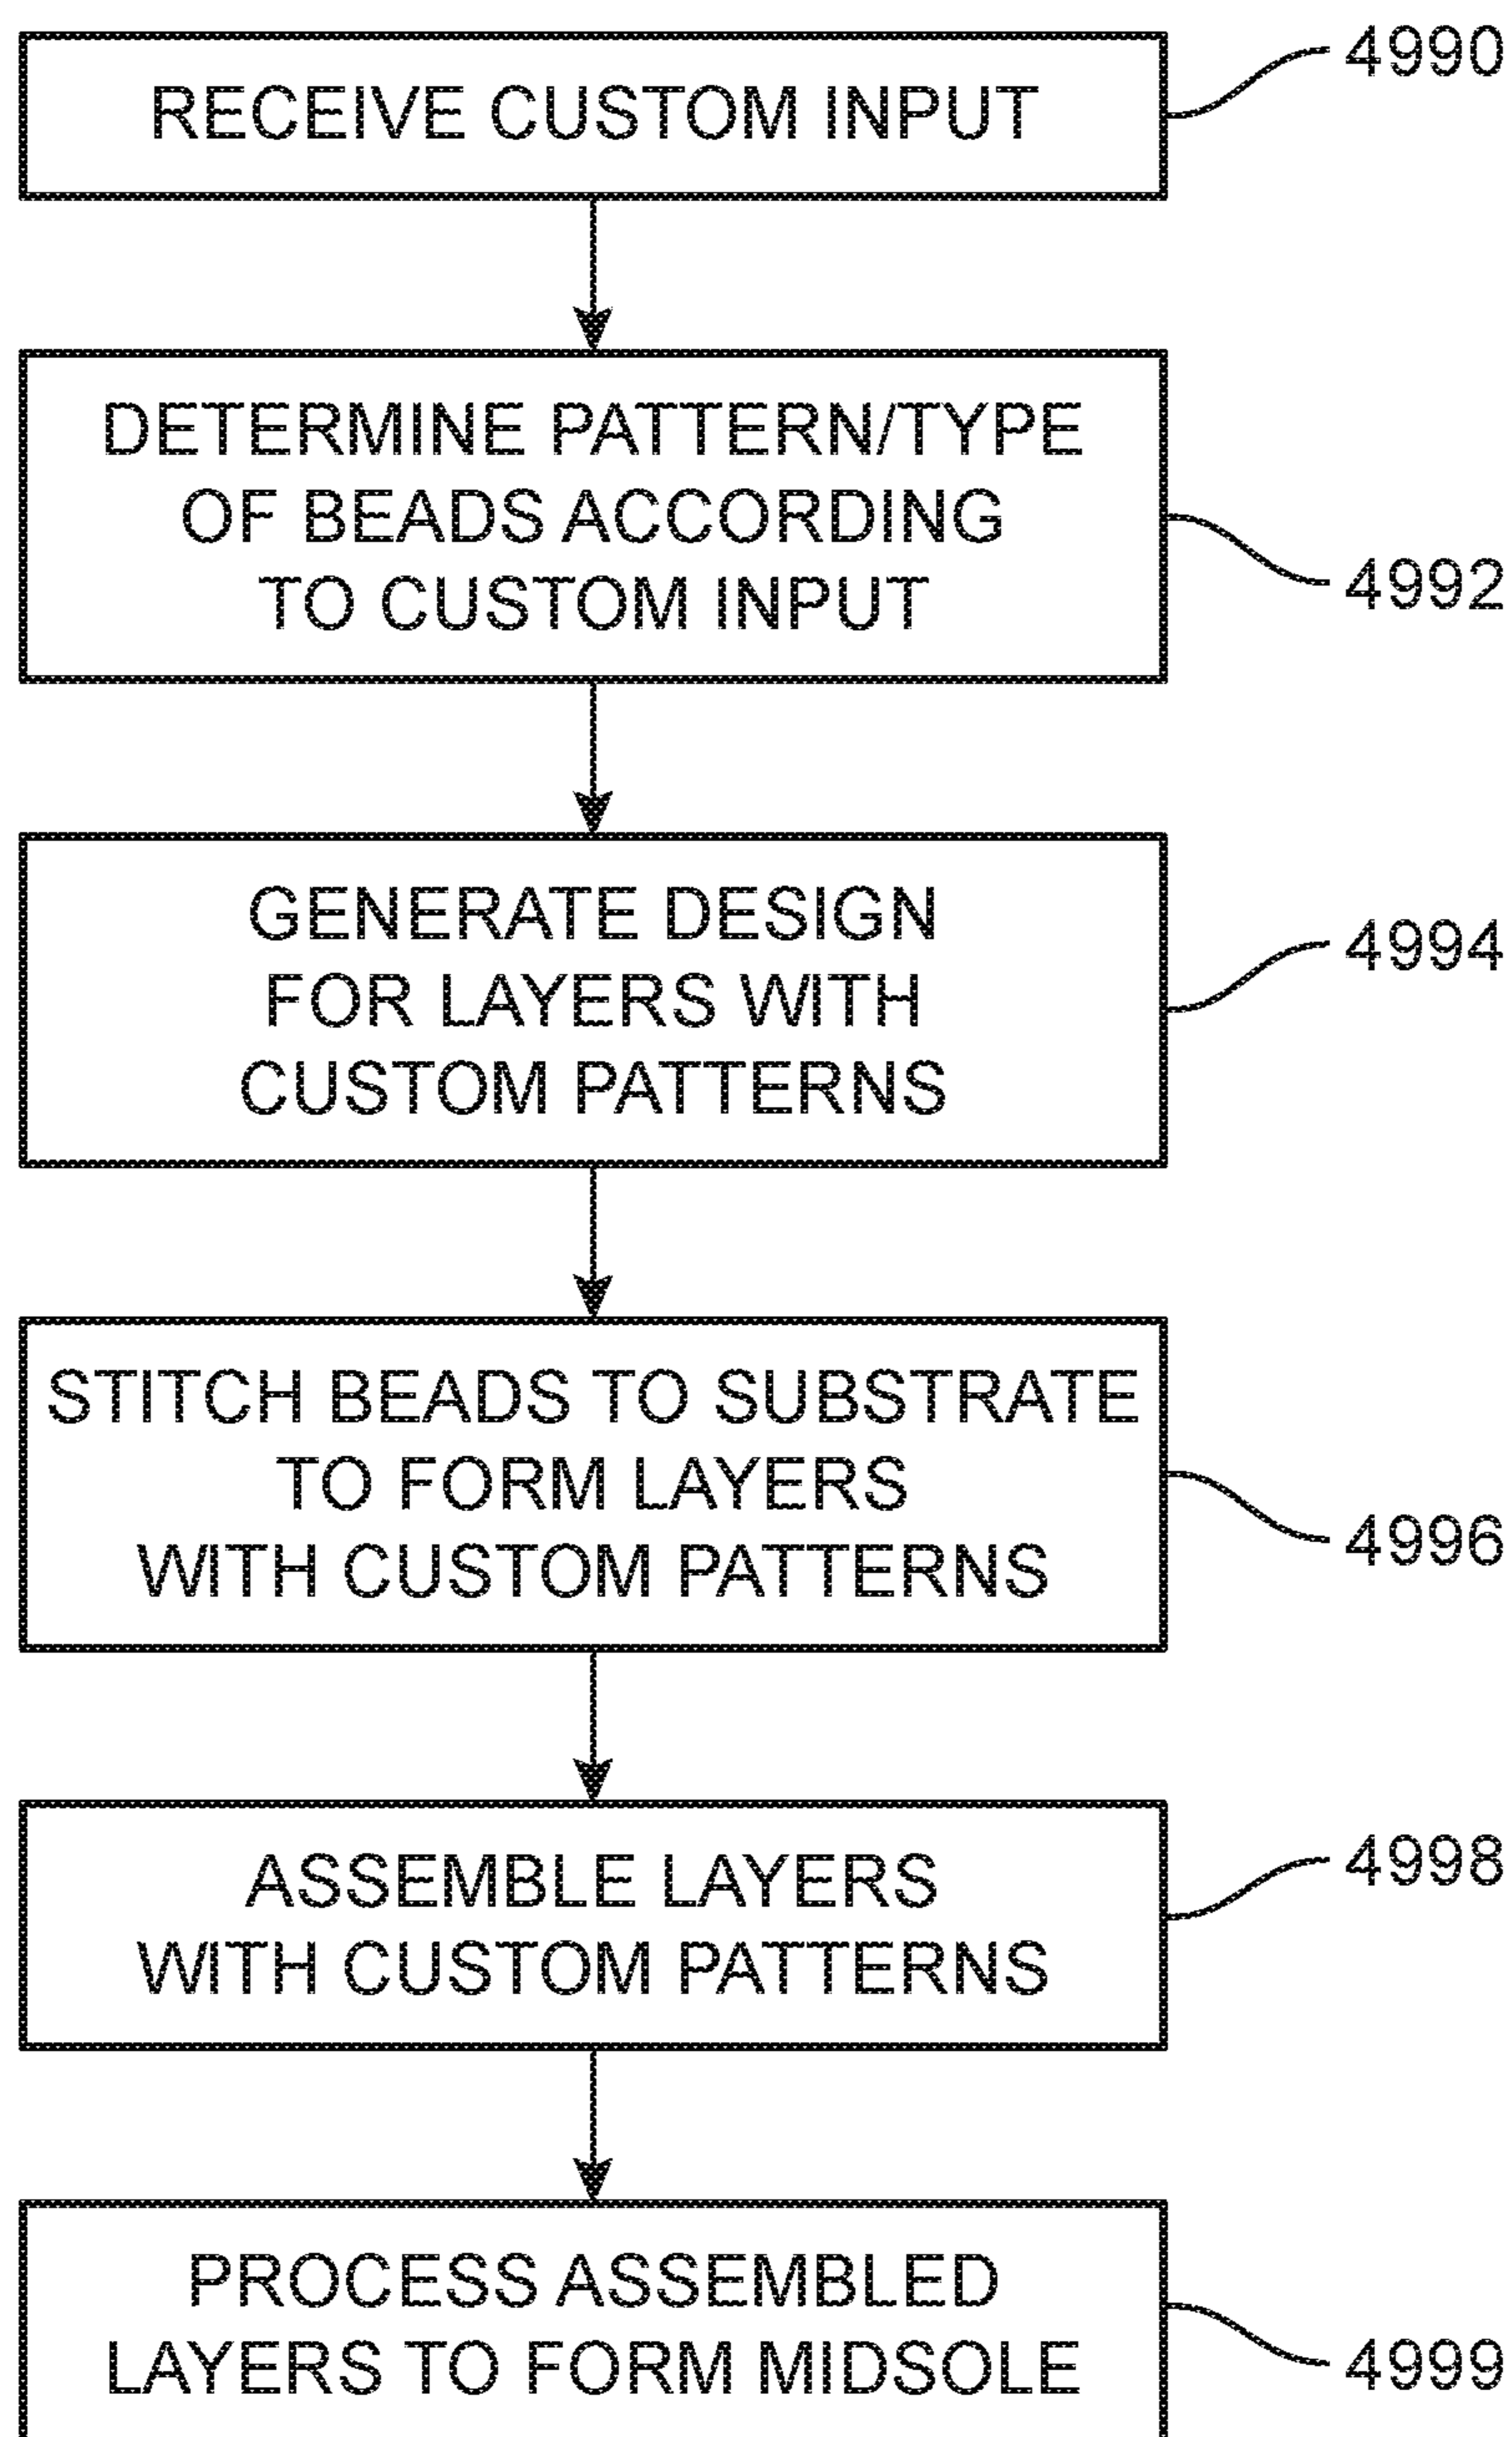 RECEIVE CUSTOM INPUT
4990
DETERMINE PATTERN/TYPE
OF BEADS ACCORDING
TO CUSTOM INPUT
4992
GENERATE DESIGN
FOR LAYERS WITH
CUSTOM PATTERNS
4994
STITCH BEADS TO SUBSTRATE
TO FORM LAYERS
WITH CUSTOM PATTERNS
4996
ASSEMBLE LAYERS
WITH CUSTOM PATTERNS
4998
PROCESS ASSEMBLED
LAYERS TO FORM MIDSOLE
4999